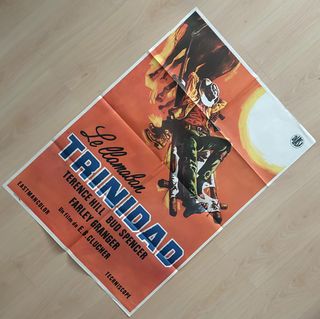 Le llamaban
TRINIDAD
TERENCE HILL BUD SPENCER
FARLEY GRANGER
Un film de E.B. CLUCHER
EASTMANCOLOR
TECHNISCOPE